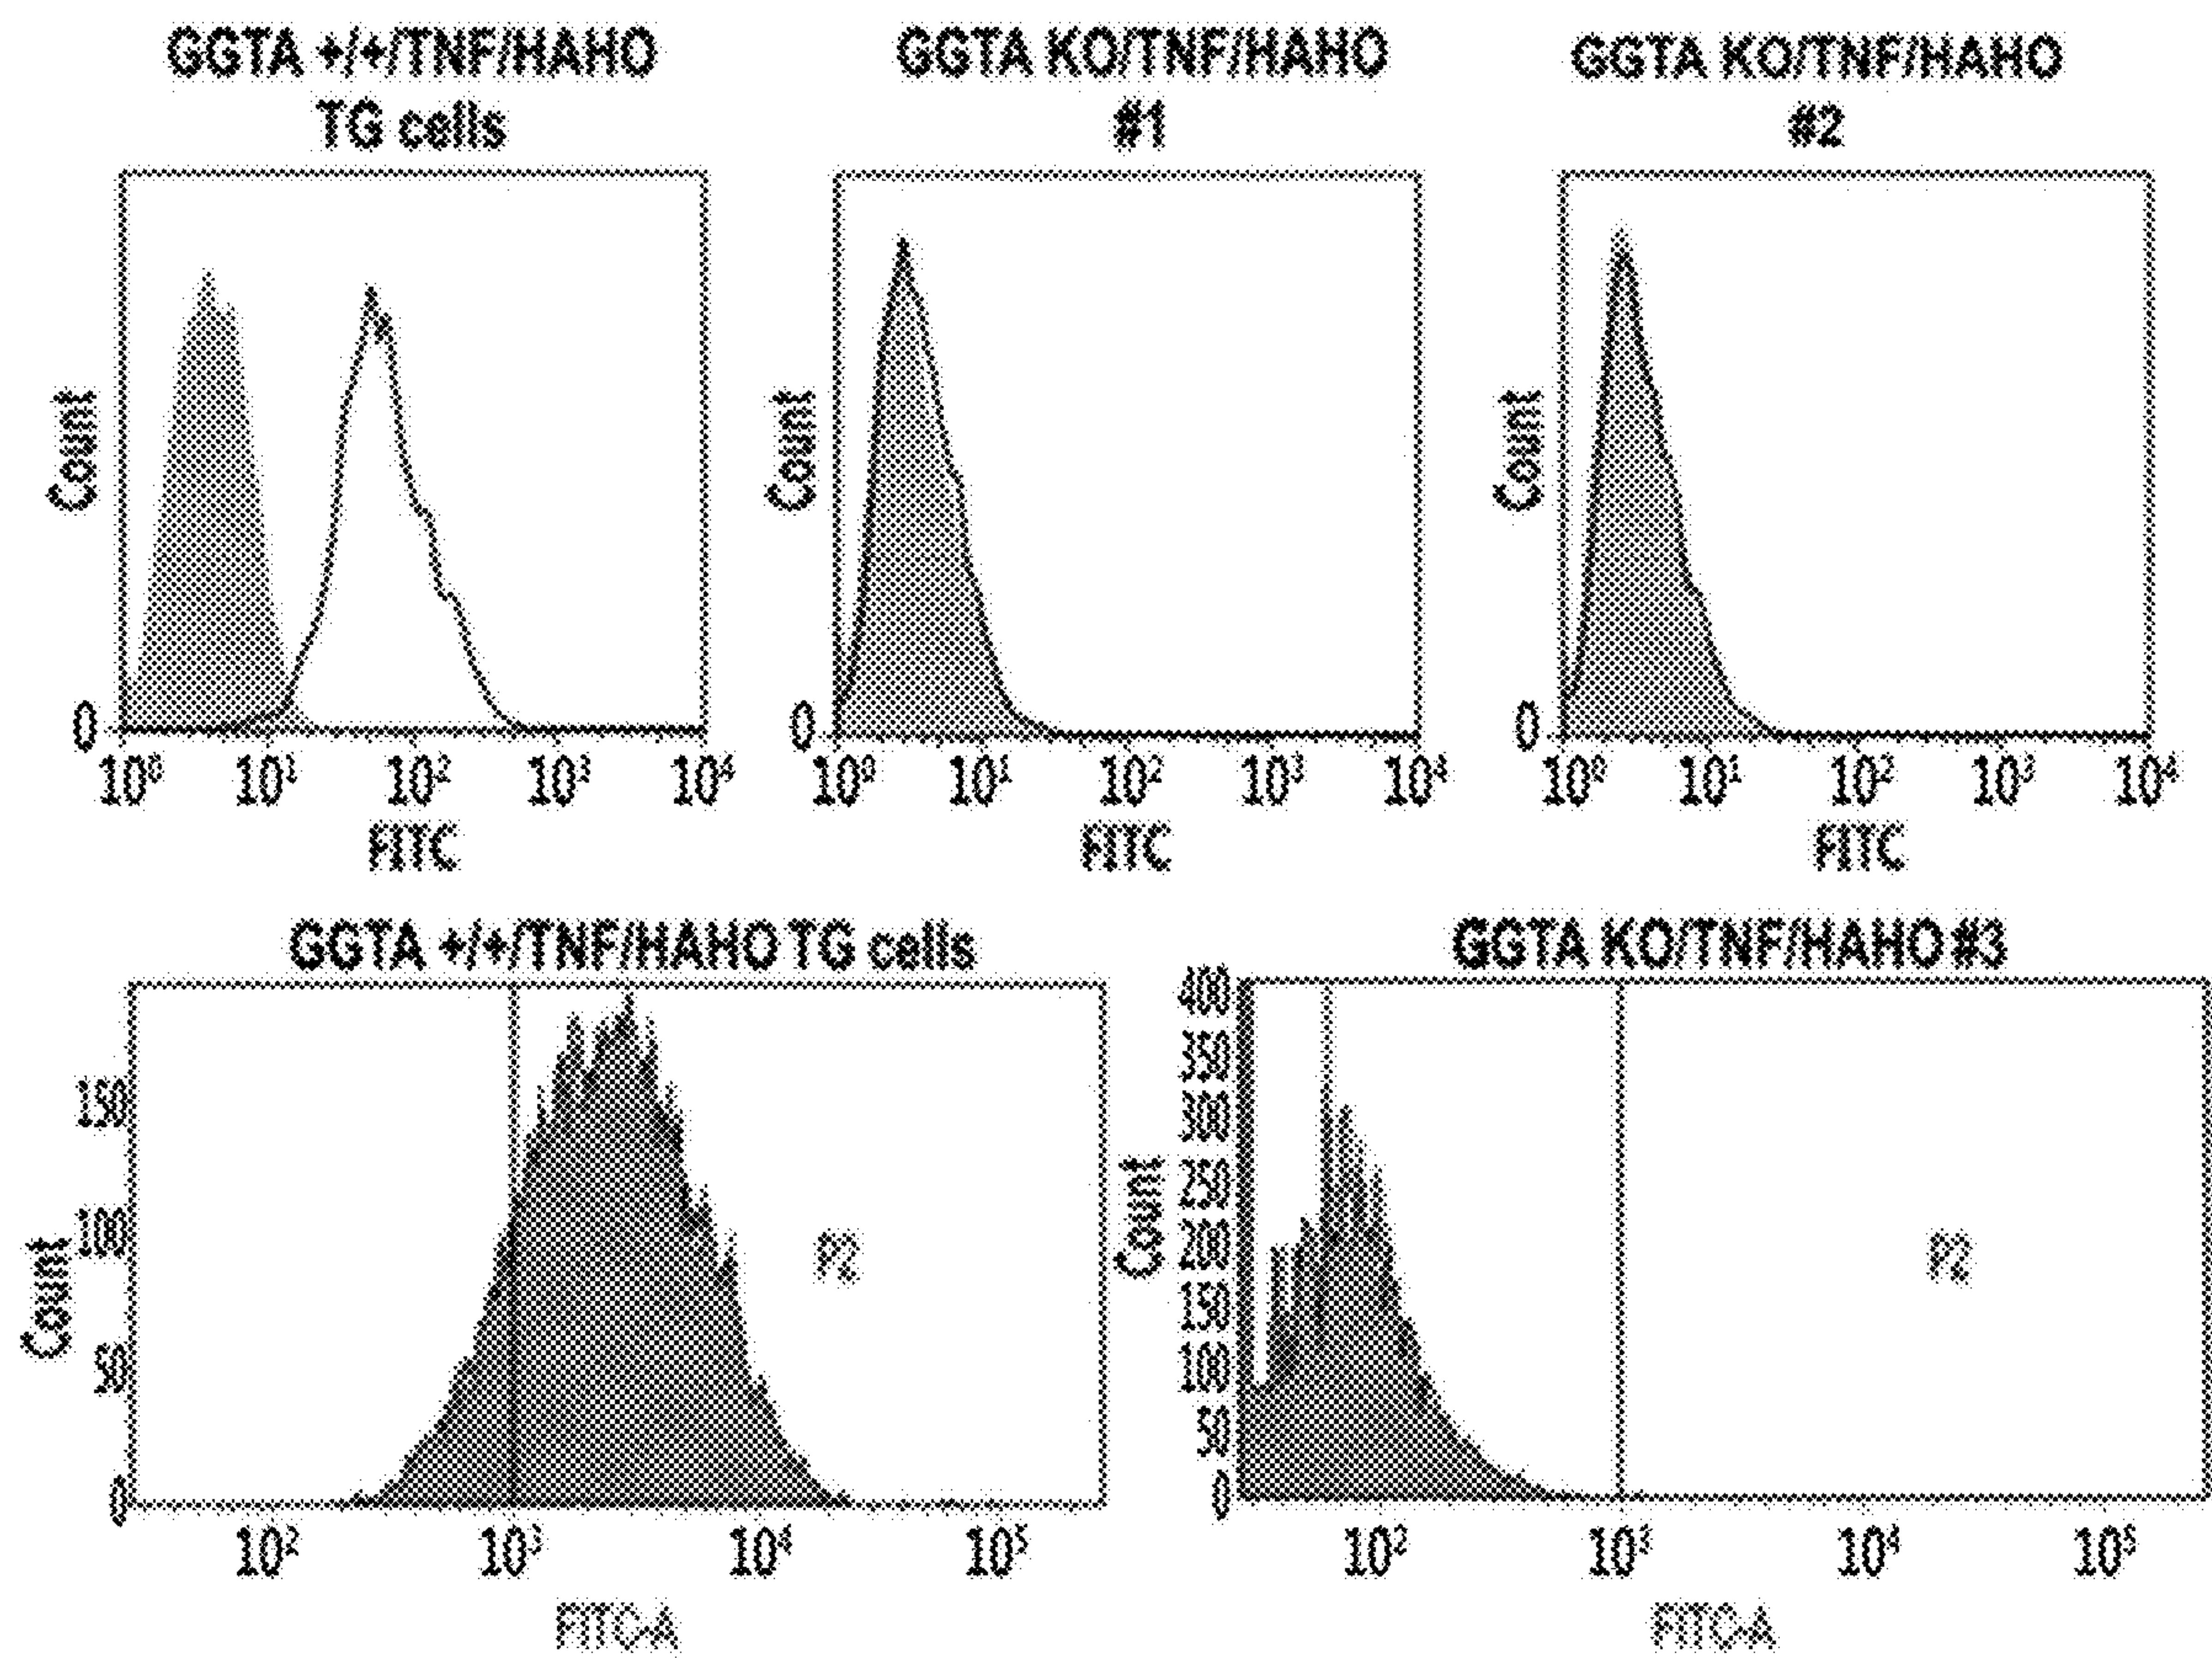 GGTA +/+/TNF/HAHO
TG cells
GGTA KO/TNF/HAHO
#1
GGTA KO/TNF/HAHO
#2
Count
0
10⁰ 10¹ 10² 10³ 10⁴
FITC
Count
0
10⁰ 10¹ 10² 10³ 10⁴
FITC
Count
0
10⁰ 10¹ 10² 10³ 10⁴
FITC
GGTA +/+/TNF/HAHO TG cells
Count
150
100
50
0
P2
10² 10³ 10⁴ 10⁵
FITC-A
GGTA KO/TNF/HAHO #3
Count
400
350
300
250
200
150
100
50
0
P2
10² 10³ 10⁴ 10⁵
FITC-A